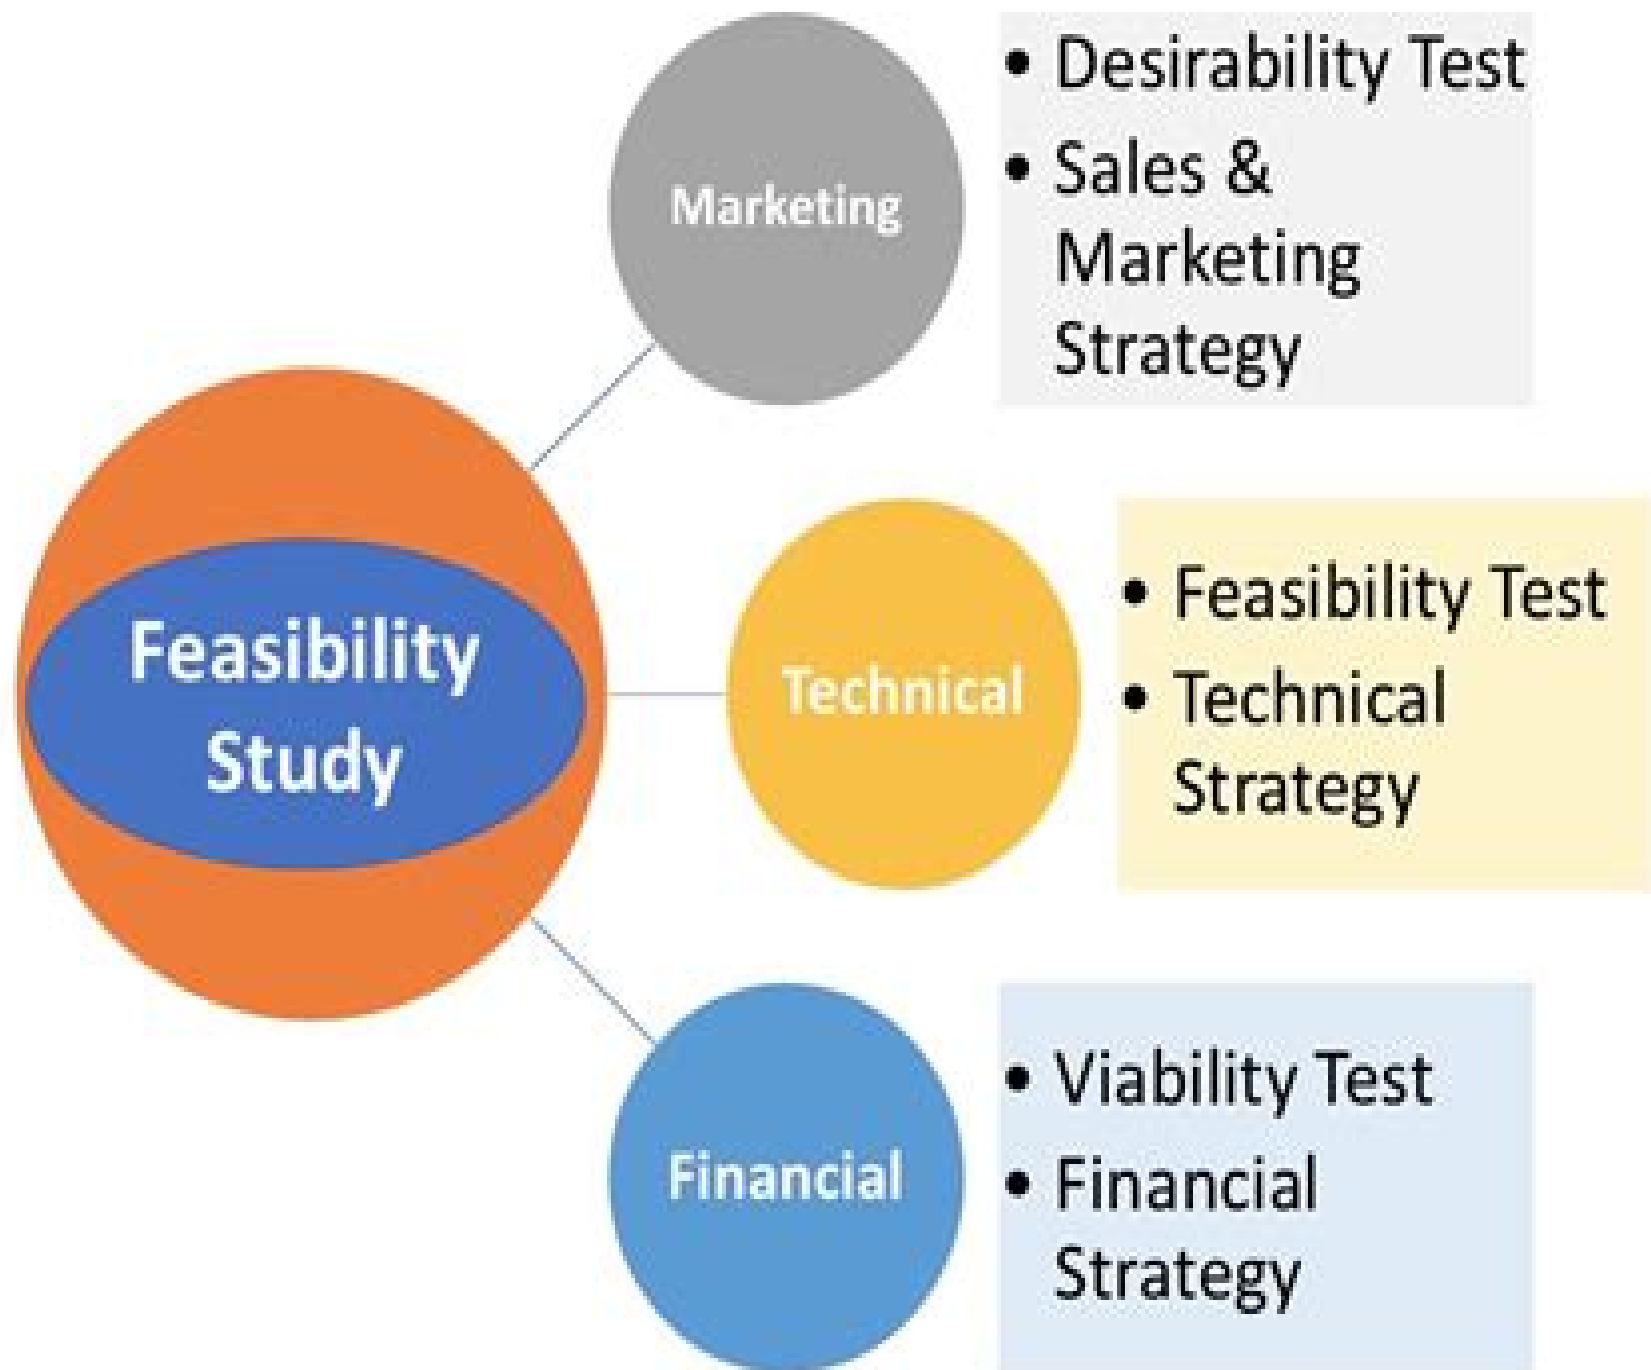 Feasibility
Study
Marketing
• Desirability Test
• Sales &
Marketing
Strategy
Technical
• Feasibility Test
• Technical
Strategy
Financial
• Viability Test
• Financial
Strategy